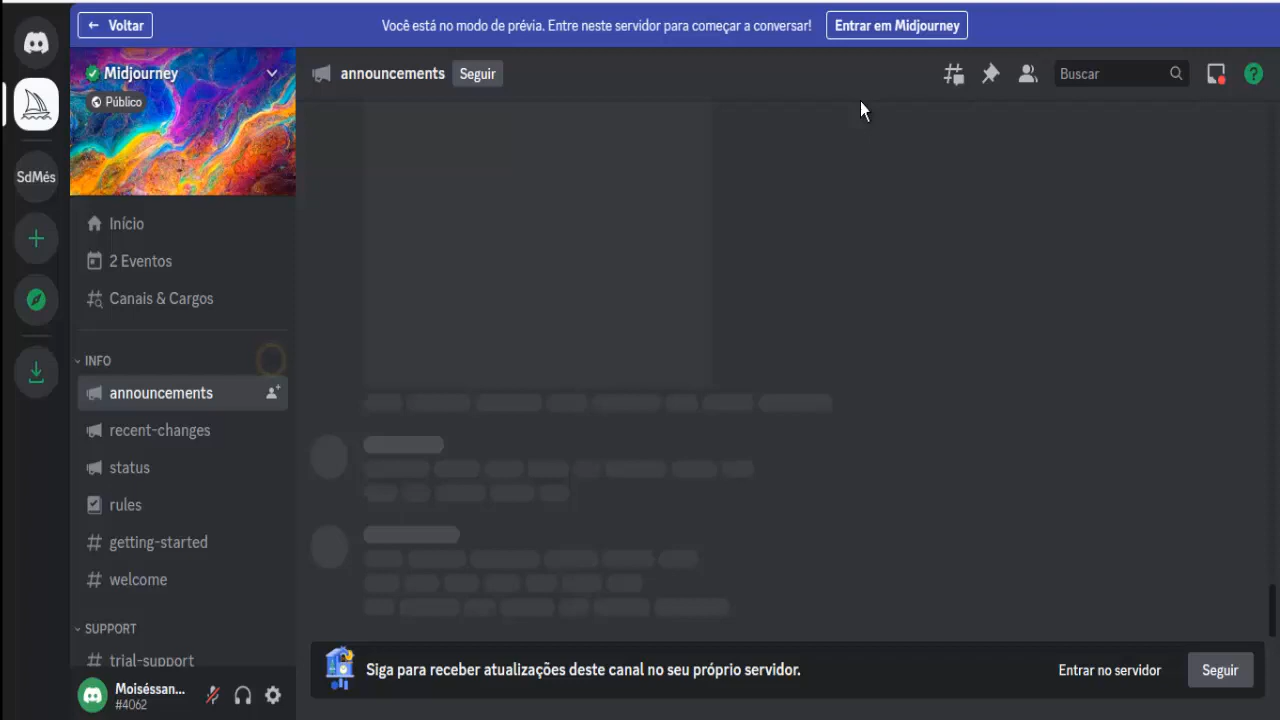 Voltar
Você está no modo de prévia. Entre neste servidor para começar a conversar!
Entrar em Midjourney
Midjourney
Público
announcements
Seguir
Buscar
SdMés
Início
2 Eventos
Canais & Cargos
INFO
announcements
recent-changes
status
rules
getting-started
welcome
SUPPORT
trial-support
Siga para receber atualizações deste canal no seu próprio servidor.
Entrar no servidor
Seguir
Moiséssan...
#4062